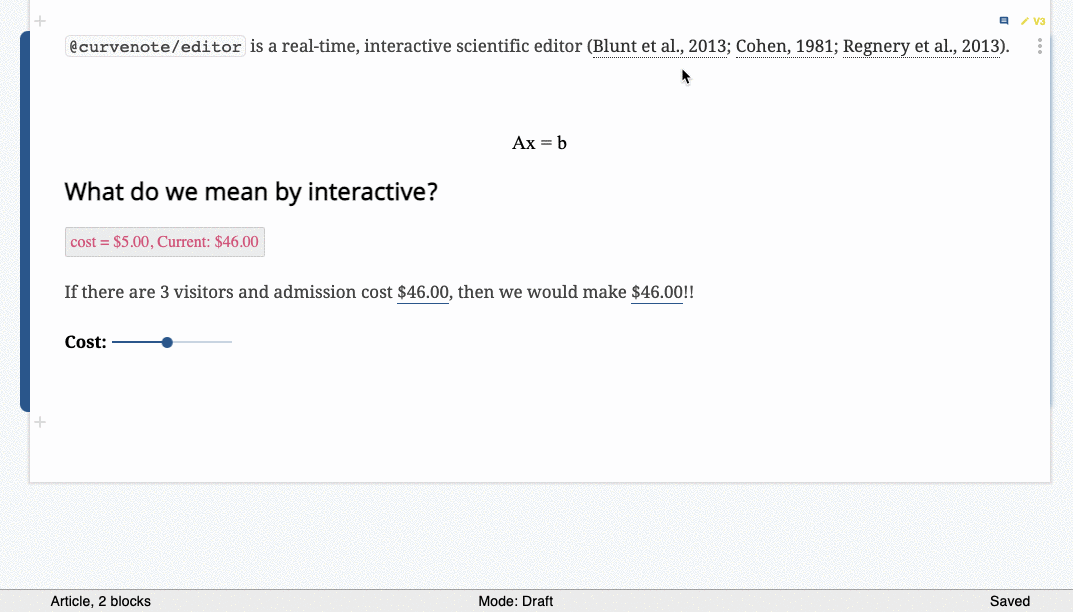 V3
@curvenote/editor is a real-time, interactive scientific editor (Blunt et al., 2013; Cohen, 1981; Regnery et al., 2013).
Ax = b
What do we mean by interactive?
cost = $5.00, Current: $46.00
If there are 3 visitors and admission cost $46.00, then we would make $46.00!!
Cost:
Article, 2 blocks Mode: Draft Saved